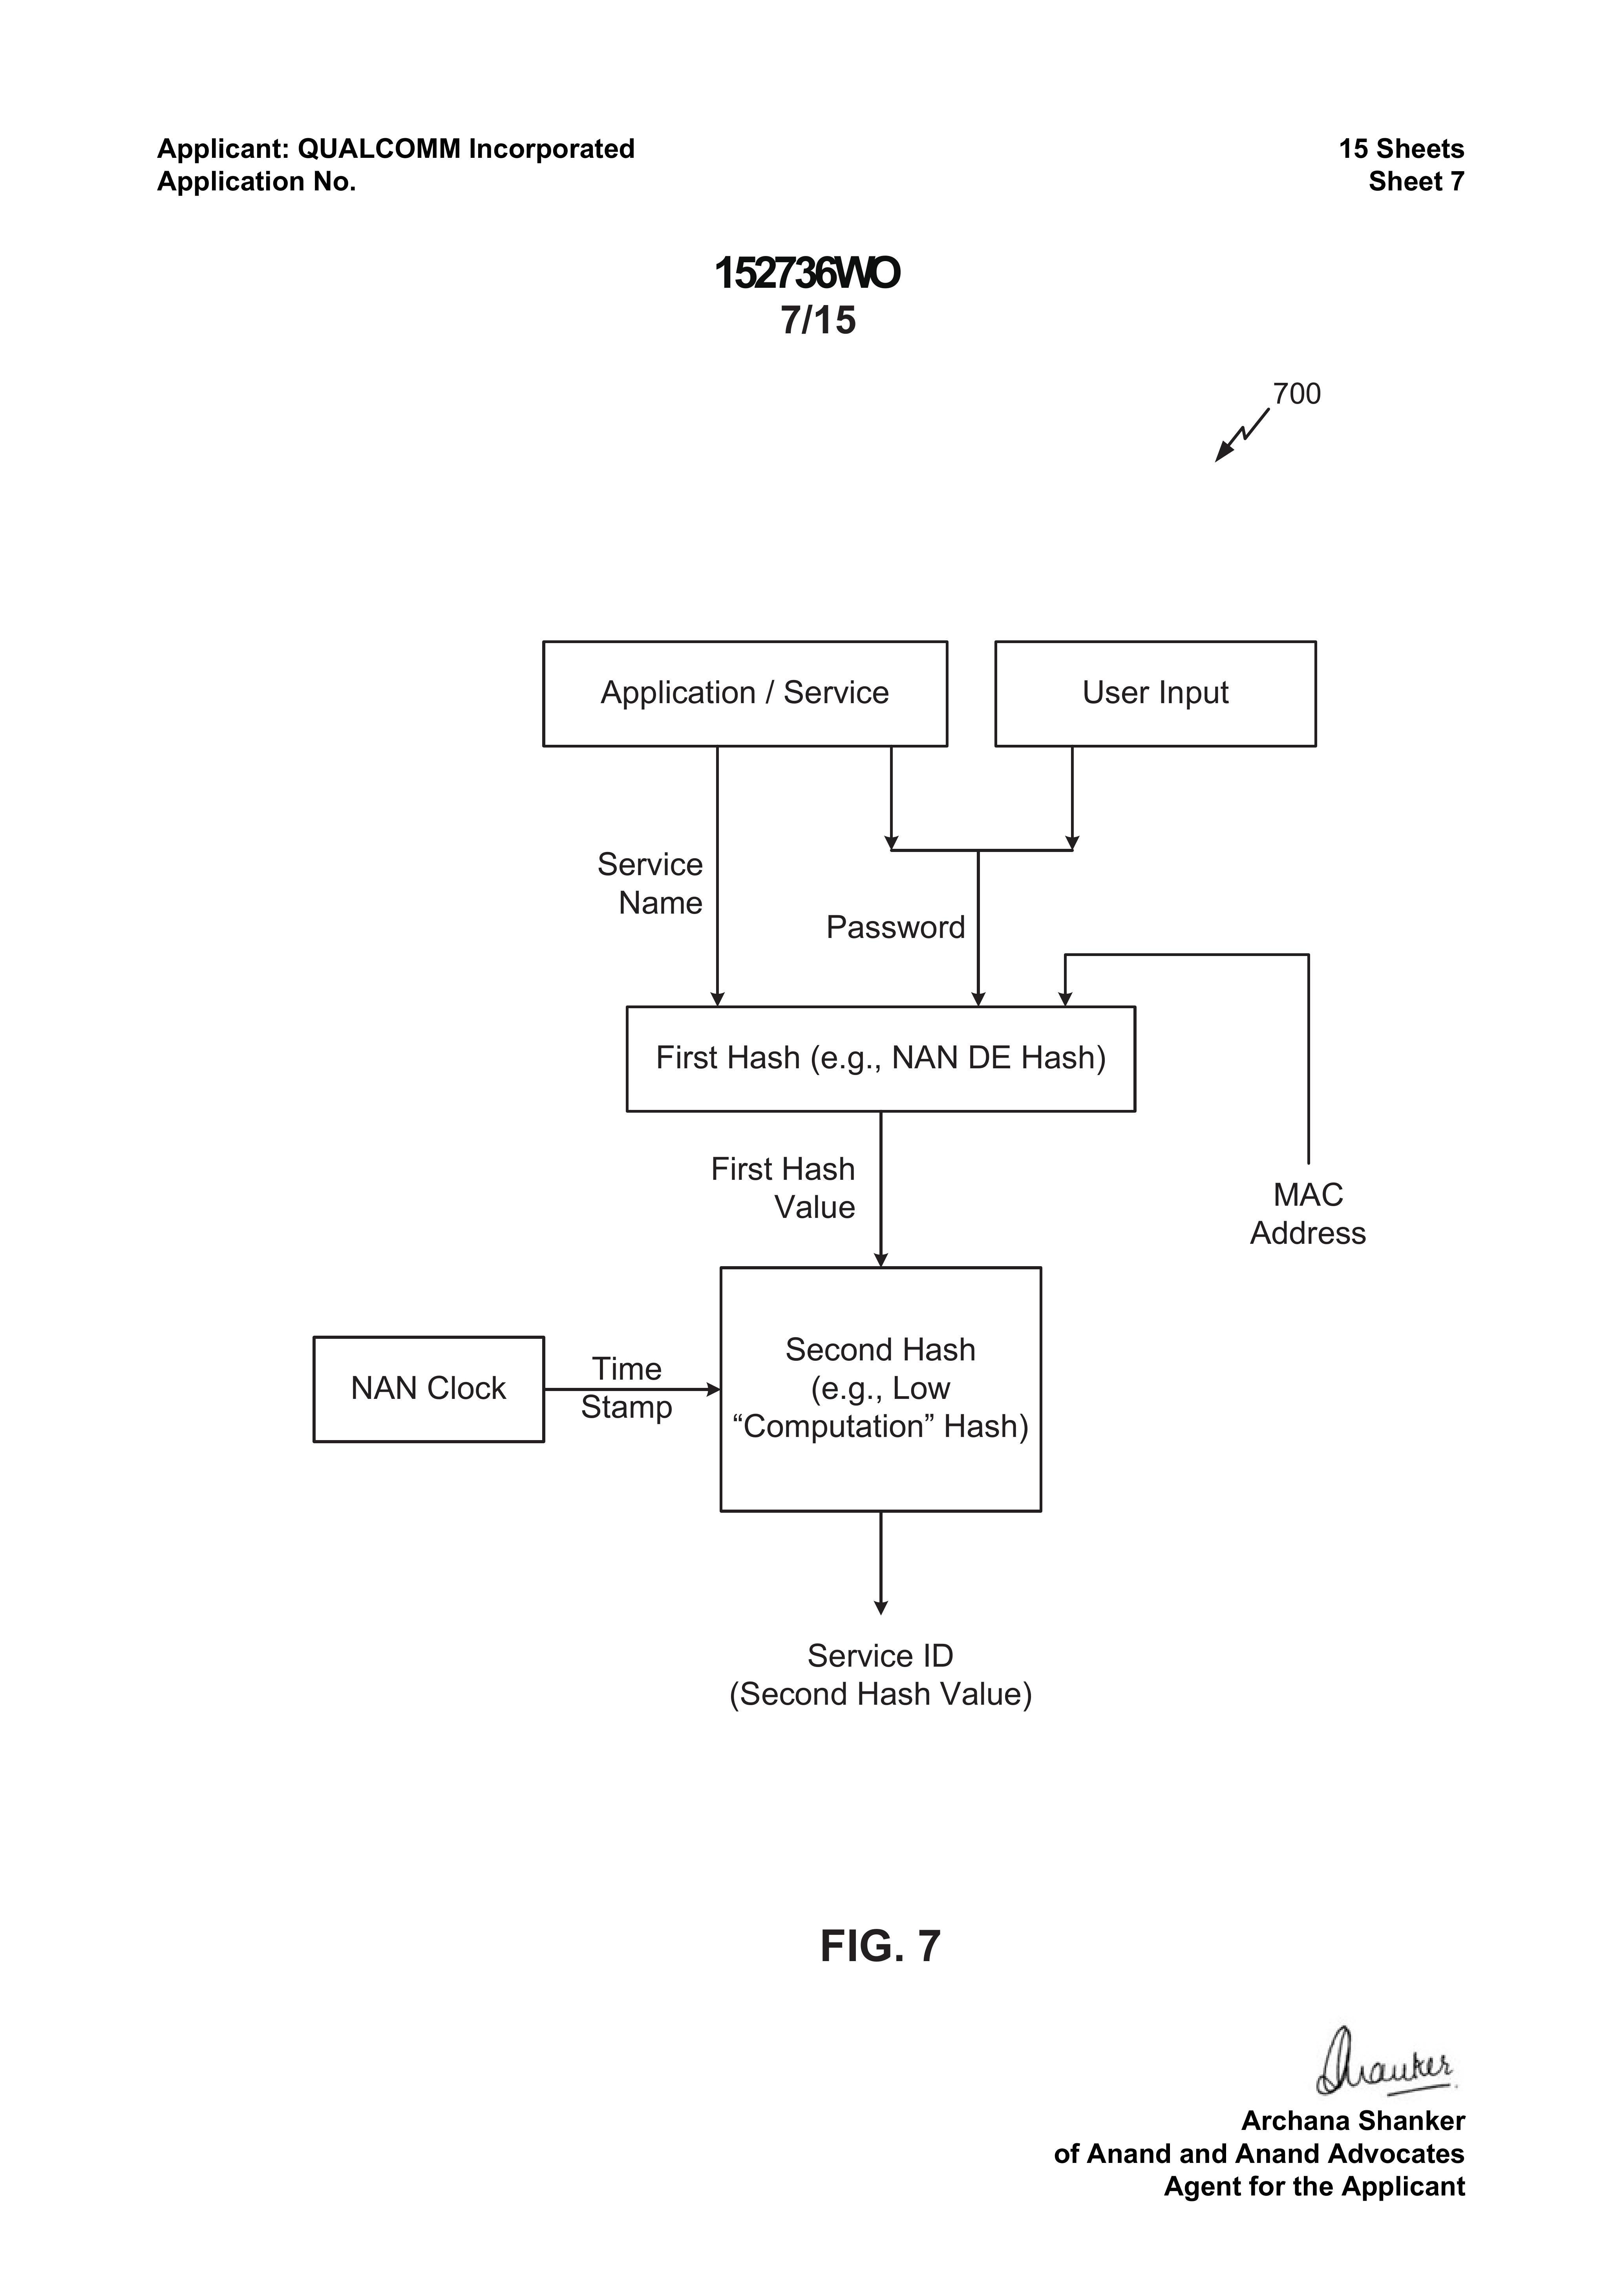 Applicant: QUALCOMM Incorporated
Application No.
15 Sheets
Sheet 7
152736WO
7/15
700
Application / Service
User Input
Service
Name
Password
First Hash (e.g., NAN DE Hash)
First Hash
Value
MAC
Address
NAN Clock
Time
Stamp
Second Hash
(e.g., Low
“Computation” Hash)
Service ID
(Second Hash Value)
FIG. 7
Shanker
Archana Shanker
of Anand and Anand Advocates
Agent for the Applicant